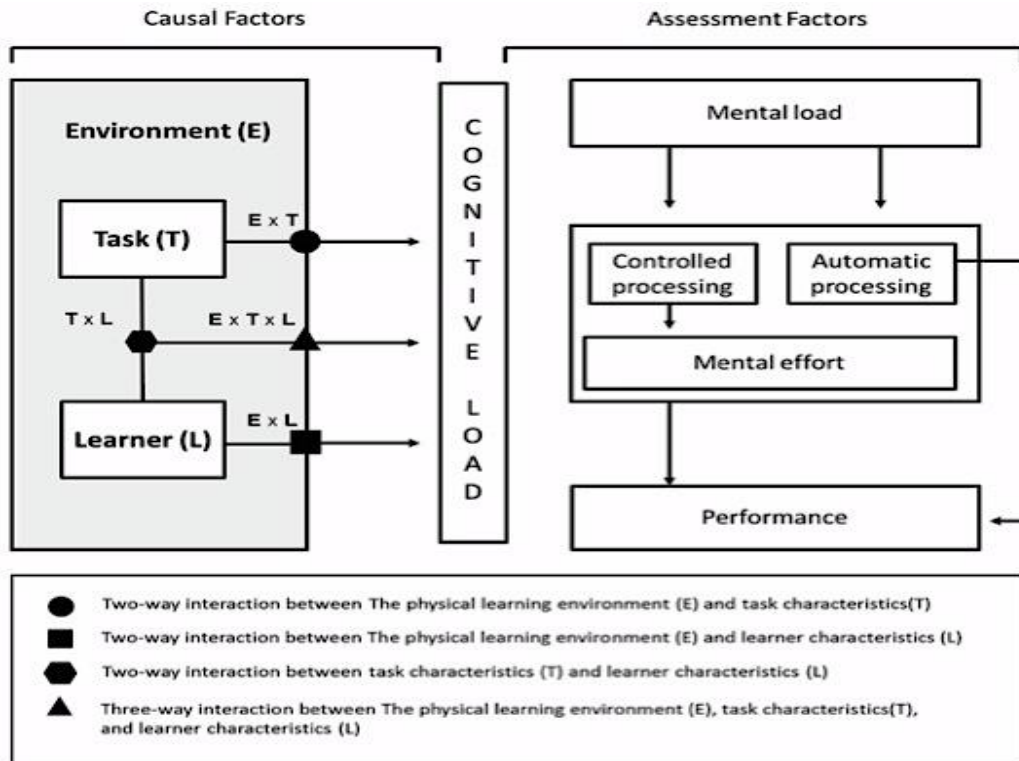 Causal Factors
Assessment Factors
Environment (E)
Task (T)
E x T
T x L
E x T x L
Learner (L)
E x L
COGNITIVE LOAD
Mental load
Controlled
processing
Automatic
processing
Mental effort
Performance
Two-way interaction between The physical learning environment (E) and task characteristics(T)
Two-way interaction between The physical learning environment (E) and learner characteristics (L)
Two-way interaction between task characteristics (T) and learner characteristics (L)
Three-way interaction between The physical learning environment (E), task characteristics(T),
and learner characteristics (L)